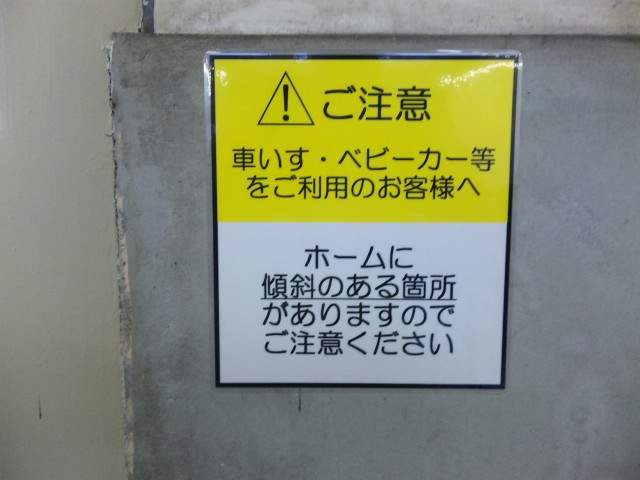 ご注意
車いす・ベビーカー等
をご利用のお客様へ
ホームに
傾斜のある箇所
がありますので
ご注意ください